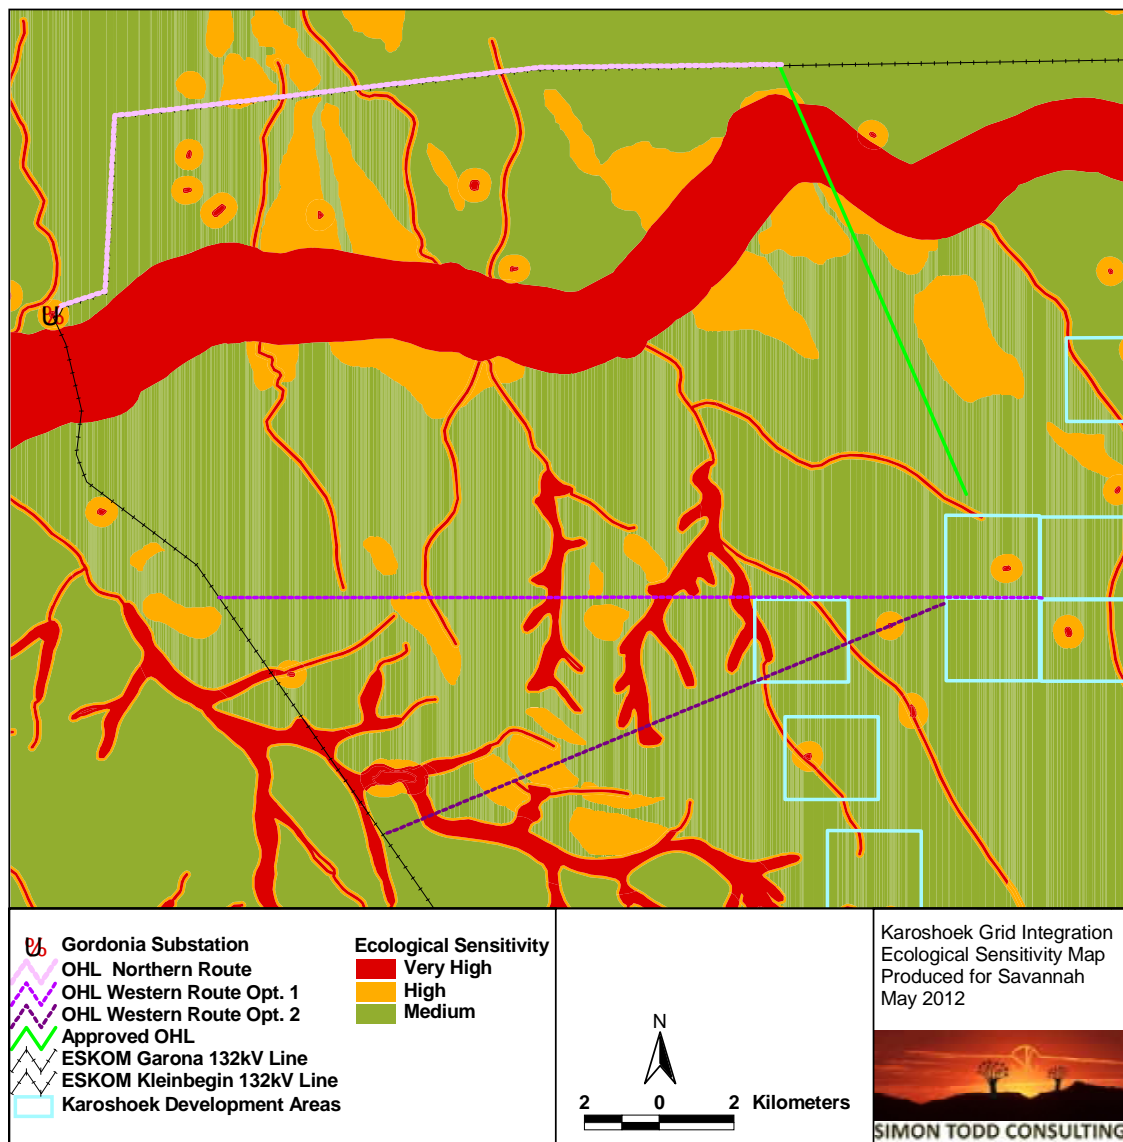 Gordonia Substation
OHL Northern Route
OHL Western Route Opt. 1
OHL Western Route Opt. 2
Approved OHL
ESKOM Garona 132kV Line
ESKOM Kleinbegin 132kV Line
Karoshoek Development Areas
Ecological Sensitivity
Very High
High
Medium
N
2 0 2 Kilometers
Karoshoek Grid Integration
Ecological Sensitivity Map
Produced for Savannah
May 2012
SIMON TODD CONSULTING